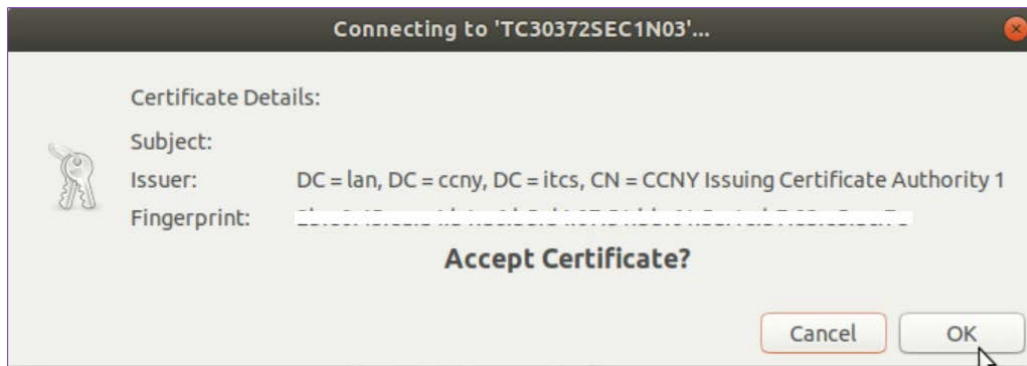 Connecting to 'TC30372SEC1N03'...
Certificate Details:
Subject:
Issuer: DC = lan, DC = ccny, DC = itcs, CN = CCNY Issuing Certificate Authority 1
Fingerprint:
Accept Certificate?
Cancel OK